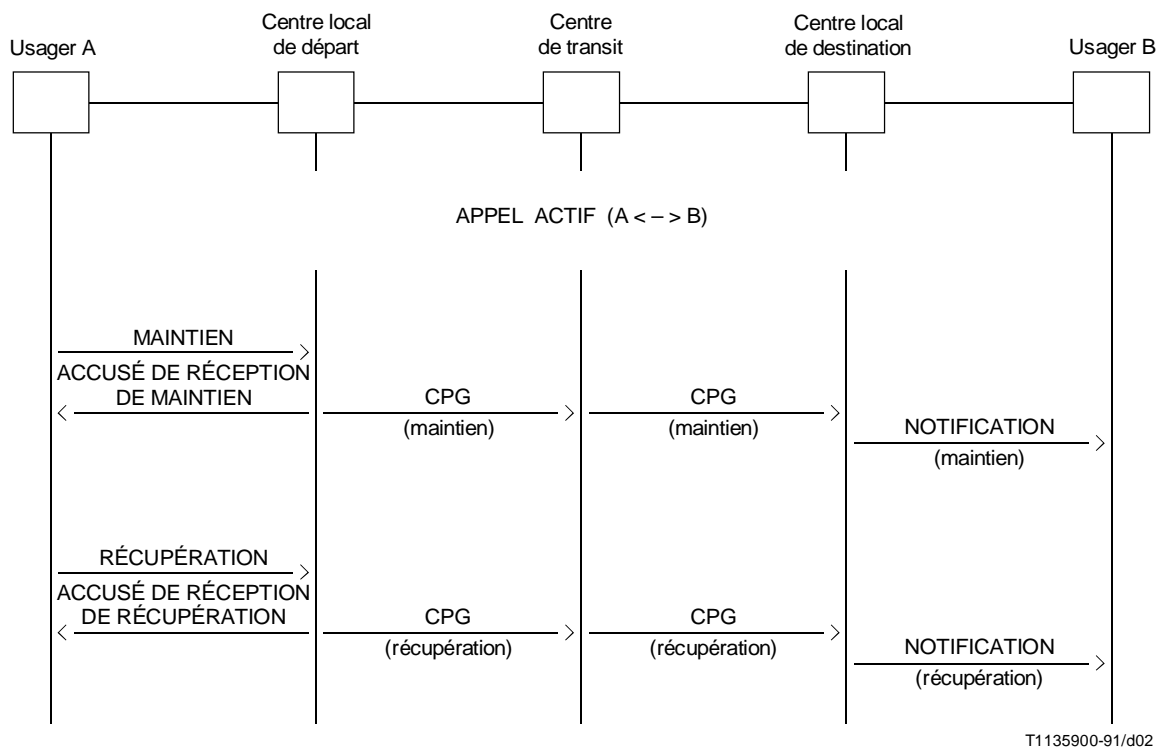 Usager A
Centre local
de départ
Centre
de transit
Centre local
de destination
Usager B
APPEL ACTIF (A < – > B)
MAINTIEN
ACCUSÉ DE RÉCEPTION
DE MAINTIEN
CPG
(maintien)
CPG
(maintien)
NOTIFICATION
(maintien)
RÉCUPÉRATION
ACCUSÉ DE RÉCEPTION
DE RÉCUPÉRATION
CPG
(récupération)
CPG
(récupération)
NOTIFICATION
(récupération)
T1135900-91/d02